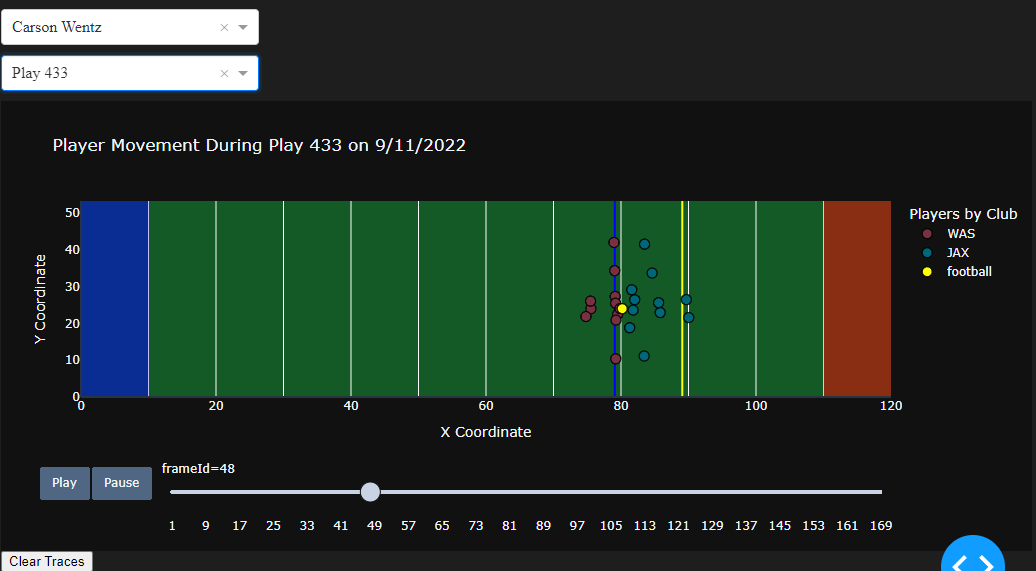 Carson Wentz
Play 433
Player Movement During Play 433 on 9/11/2022
Y Coordinate
50
40
30
20
10
0
0 20 40 60 80 100 120
X Coordinate
Players by Club
WAS
JAX
football
Play Pause
frameId=48
1 9 17 25 33 41 49 57 65 73 81 89 97 105 113 121 129 137 145 153 161 169
Clear Traces